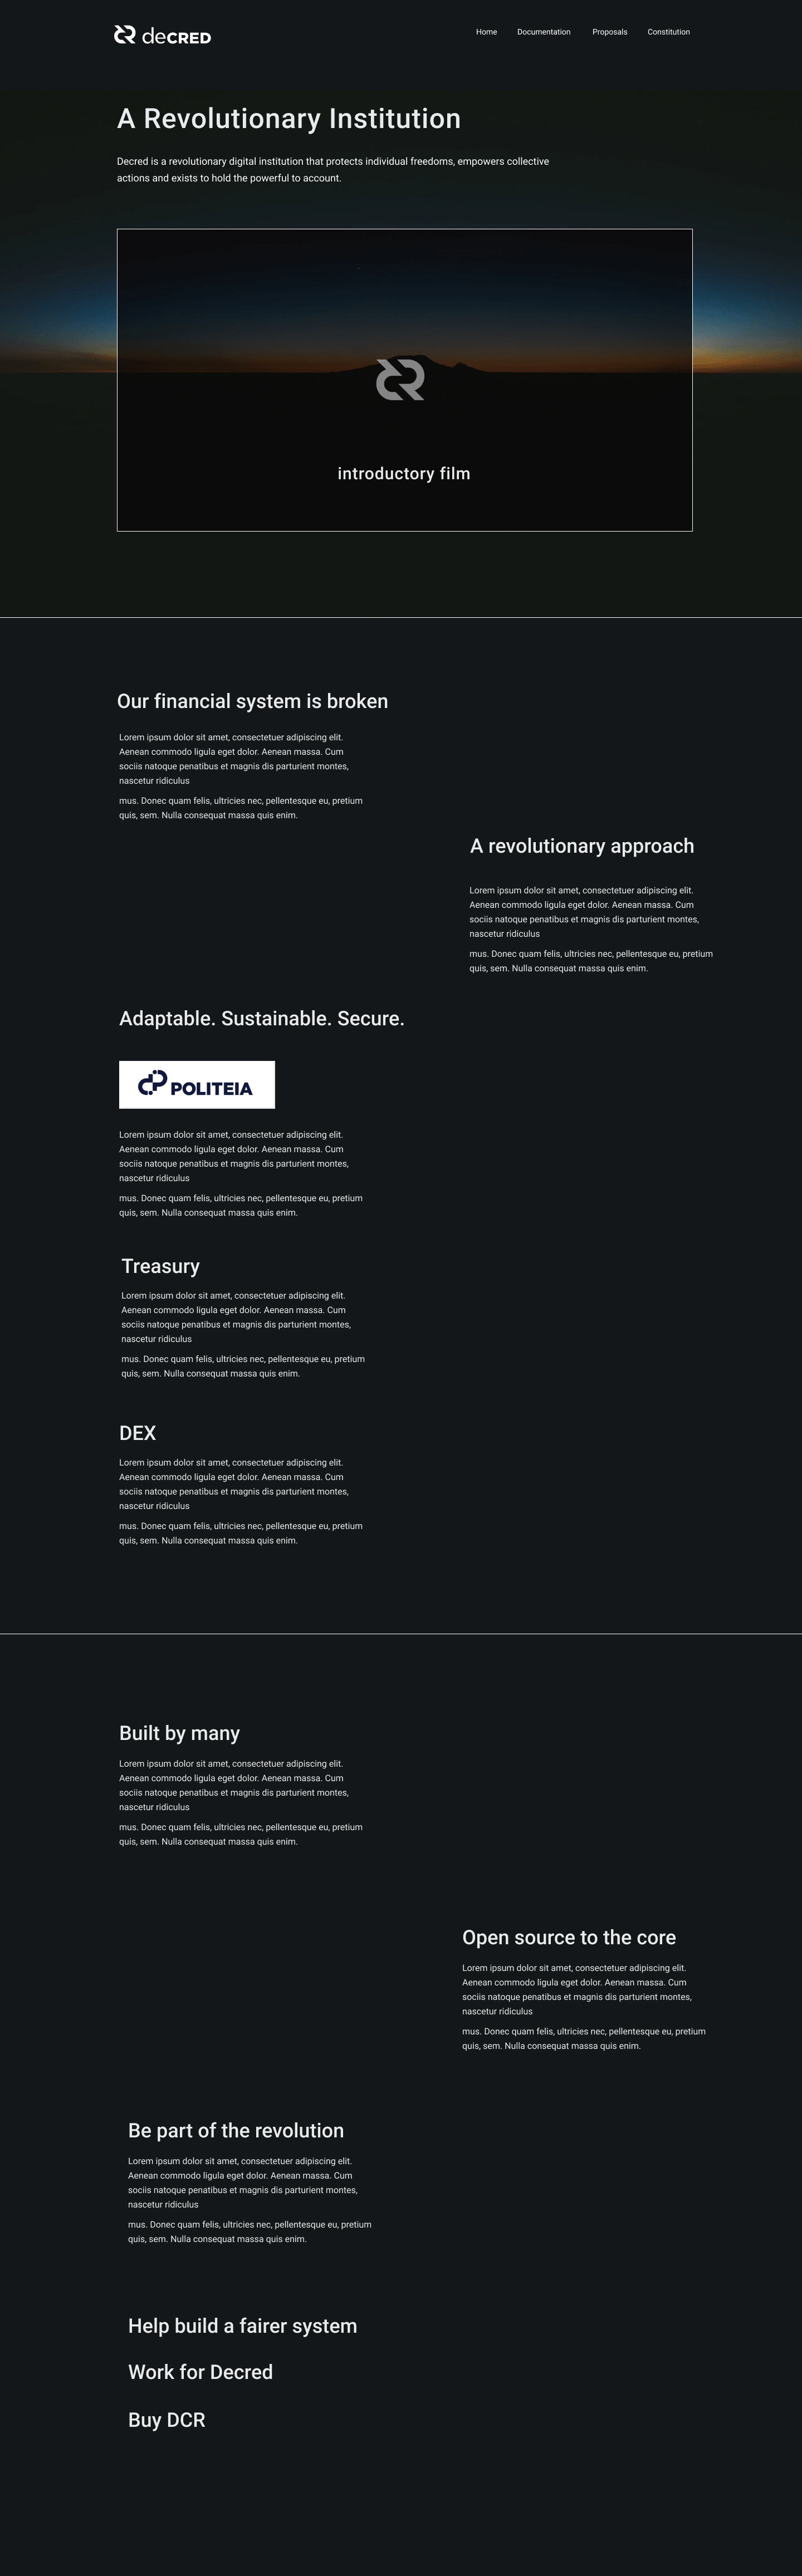 decred
Home Documentation Proposals Constitution
A Revolutionary Institution
Decred is a revolutionary digital institution that protects individual freedoms, empowers collective
actions and exists to hold the powerful to account.
introductory film
Our financial system is broken
Lorem ipsum dolor sit amet, consectetuer adipiscing elit.
Aenean commodo ligula eget dolor. Aenean massa. Cum
sociis natoque penatibus et magnis dis parturient montes,
nascetur ridiculus
mus. Donec quam felis, ultricies nec, pellentesque eu, pretium
quis, sem. Nulla consequat massa quis enim.
A revolutionary approach
Lorem ipsum dolor sit amet, consectetuer adipiscing elit.
Aenean commodo ligula eget dolor. Aenean massa. Cum
sociis natoque penatibus et magnis dis parturient montes,
nascetur ridiculus
mus. Donec quam felis, ultricies nec, pellentesque eu, pretium
quis, sem. Nulla consequat massa quis enim.
Adaptable. Sustainable. Secure.
POLITEIA
Lorem ipsum dolor sit amet, consectetuer adipiscing elit.
Aenean commodo ligula eget dolor. Aenean massa. Cum
sociis natoque penatibus et magnis dis parturient montes,
nascetur ridiculus
mus. Donec quam felis, ultricies nec, pellentesque eu, pretium
quis, sem. Nulla consequat massa quis enim.
Treasury
Lorem ipsum dolor sit amet, consectetuer adipiscing elit.
Aenean commodo ligula eget dolor. Aenean massa. Cum
sociis natoque penatibus et magnis dis parturient montes,
nascetur ridiculus
mus. Donec quam felis, ultricies nec, pellentesque eu, pretium
quis, sem. Nulla consequat massa quis enim.
DEX
Lorem ipsum dolor sit amet, consectetuer adipiscing elit.
Aenean commodo ligula eget dolor. Aenean massa. Cum
sociis natoque penatibus et magnis dis parturient montes,
nascetur ridiculus
mus. Donec quam felis, ultricies nec, pellentesque eu, pretium
quis, sem. Nulla consequat massa quis enim.
Built by many
Lorem ipsum dolor sit amet, consectetuer adipiscing elit.
Aenean commodo ligula eget dolor. Aenean massa. Cum
sociis natoque penatibus et magnis dis parturient montes,
nascetur ridiculus
mus. Donec quam felis, ultricies nec, pellentesque eu, pretium
quis, sem. Nulla consequat massa quis enim.
Open source to the core
Lorem ipsum dolor sit amet, consectetuer adipiscing elit.
Aenean commodo ligula eget dolor. Aenean massa. Cum
sociis natoque penatibus et magnis dis parturient montes,
nascetur ridiculus
mus. Donec quam felis, ultricies nec, pellentesque eu, pretium
quis, sem. Nulla consequat massa quis enim.
Be part of the revolution
Lorem ipsum dolor sit amet, consectetuer adipiscing elit.
Aenean commodo ligula eget dolor. Aenean massa. Cum
sociis natoque penatibus et magnis dis parturient montes,
nascetur ridiculus
mus. Donec quam felis, ultricies nec, pellentesque eu, pretium
quis, sem. Nulla consequat massa quis enim.
Help build a fairer system
Work for Decred
Buy DCR